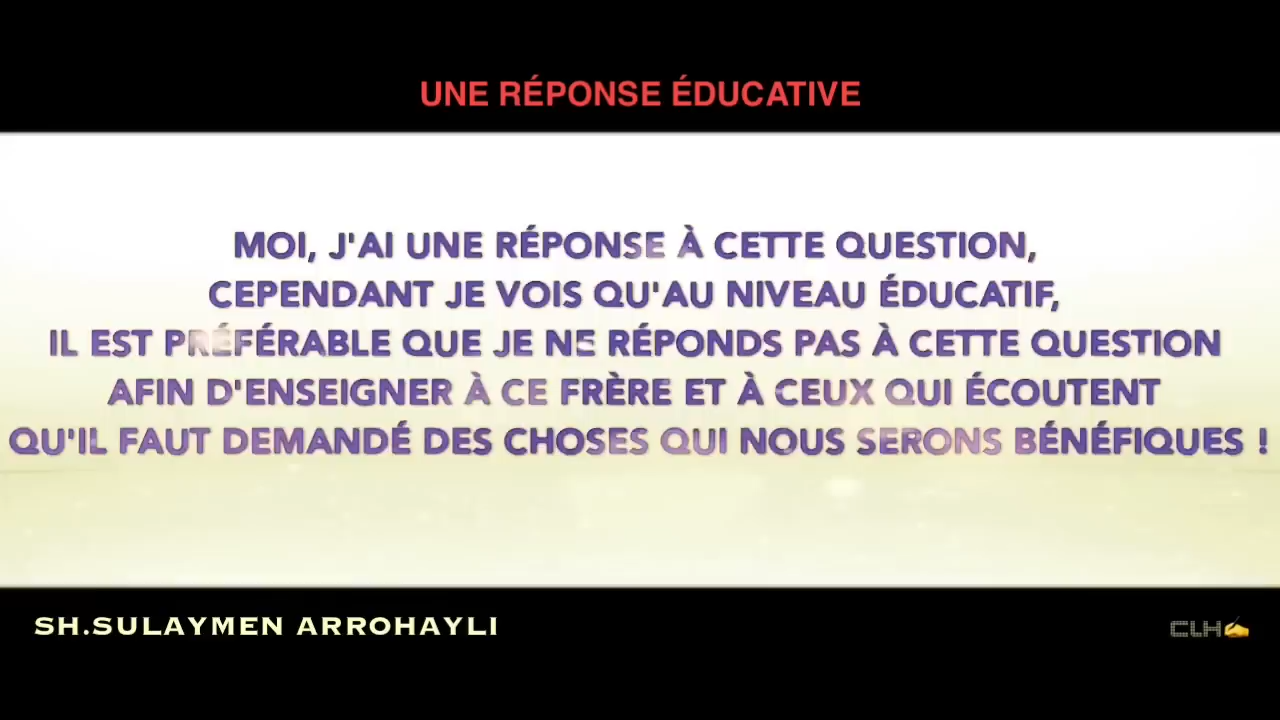 UNE RÉPONSE ÉDUCATIVE
MOI, J'AI UNE RÉPONSE À CETTE QUESTION,
CEPENDANT JE VOIS QU'AU NIVEAU ÉDUCATIF,
IL EST PRÉFÉRABLE QUE JE NE RÉPONDS PAS À CETTE QUESTION
AFIN D'ENSEIGNER À CE FRÈRE ET À CEUX QUI ÉCOUTENT
QU'IL FAUT DEMANDÉ DES CHOSES QUI NOUS SERONS BÉNÉFIQUES !
SH.SULAYMEN ARROHAYLI
CLH✍️